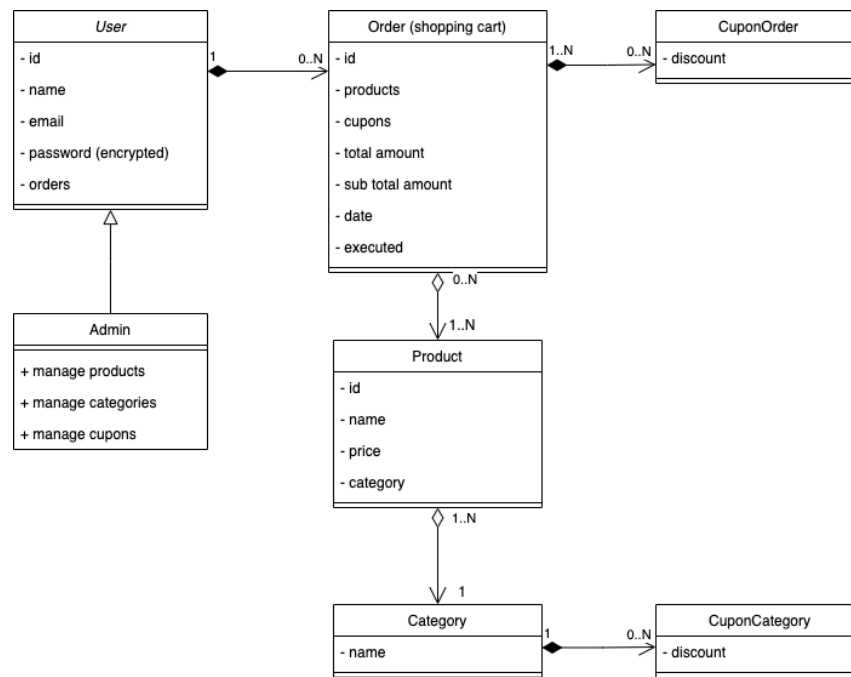 User
- id
- name
- email
- password (encrypted)
- orders
1
0..N
Order (shopping cart)
- id
- products
- cupons
- total amount
- sub total amount
- date
- executed
1..N
0..N
CuponOrder
- discount
Admin
+ manage products
+ manage categories
+ manage cupons
0..N
1..N
Product
- id
- name
- price
- category
1..N
1
Category
- name
1
0..N
CuponCategory
- discount